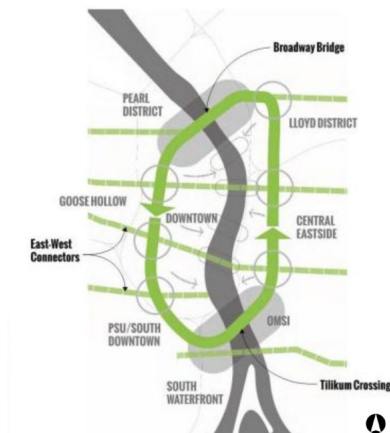 Broadway Bridge
PEARL
DISTRICT
LLOYD DISTRICT
GOOSE HOLLOW
DOWNTOWN
CENTRAL
EASTSIDE
East-West
Connectors
PSU/SOUTH
DOWNTOWN
OMSI
SOUTH
WATERFRONT
Tilikum Crossing